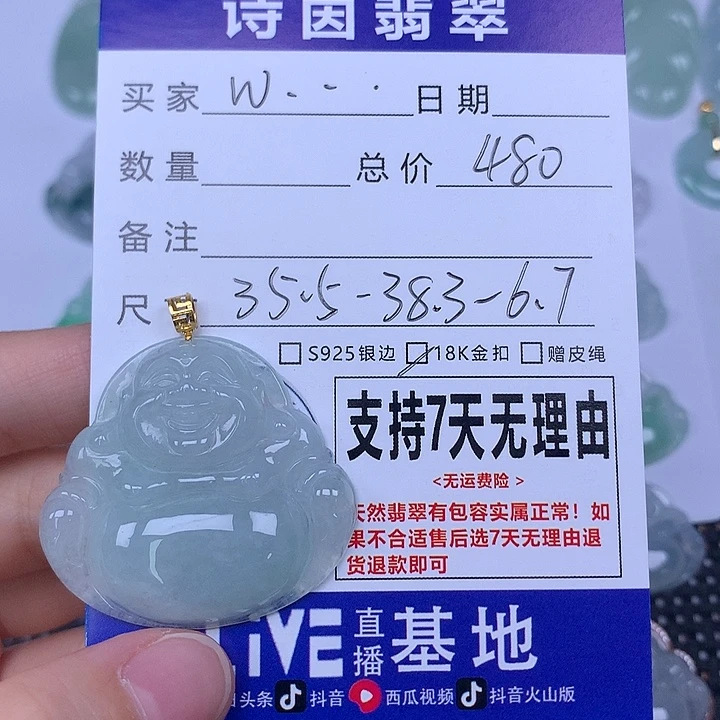 诗因翡翠
买家 W - - · 日期
数量 总价 480
备注
尺 35.5-38.3-6.7
S925银边 18K金扣 赠皮绳
支持7天无理由
<无运费险>
天然翡翠有包容实属正常！如
果不合适售后选7天无理由退
货退款即可
LiVE 直播 基地
头条 抖音 西瓜视频 抖音火山版